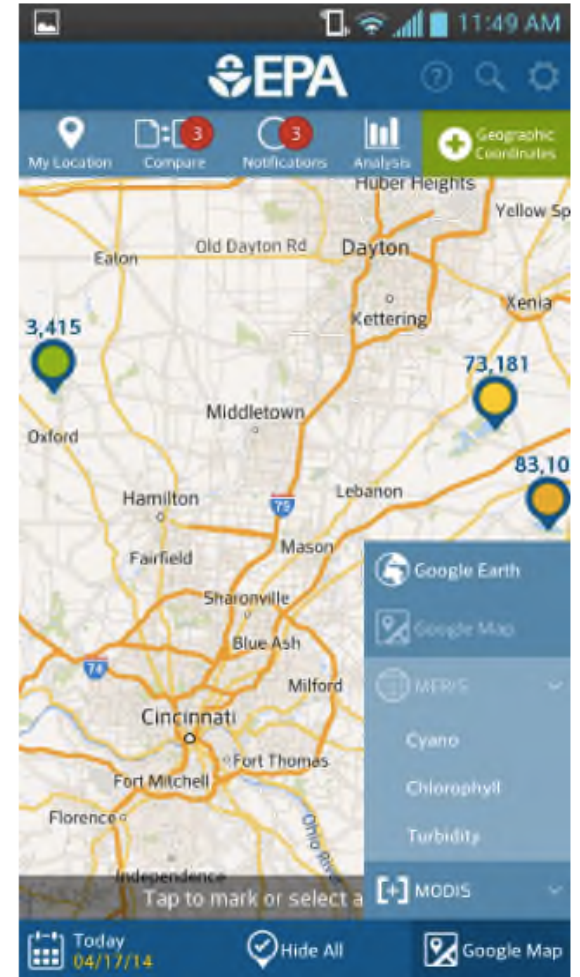 11:49 AM
EPA
My Location
Compare
3
Notifications
3
Analysis
Geographic
Coordinates
Huber Heights
Yellow Sp
Eaton
Old Dayton Rd
Dayton
Xenia
Kettering
3,415
73,181
Middletown
Oxford
83,10
Hamilton
Lebanon
75
Mason
Fairfield
Google Earth
Sharonville
Google Map
Blue Ash
74
Milford
MERIS
Cincinnati
Cyano
Fort Thomas
Fort Mitchell
Chlorophyll
Florence
Ohio River
Turbidity
Independence
Tap to mark or select a
MODIS
Today
04/17/14
Hide All
Google Map